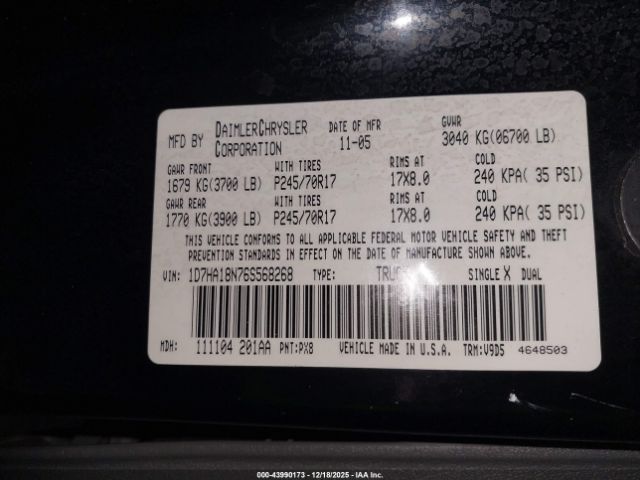 MFD BY DAIMLERCHRYSLER CORPORATION DATE OF MFR 11-05 GVWR 3040 KG(06700 LB)
GAWR FRONT WITH TIRES RIMS AT COLD
1679 KG(3700 LB) P245/70R17 17X8.0 240 KPA( 35 PSI)
GAWR REAR WITH TIRES RIMS AT COLD
1770 KG(3900 LB) P245/70R17 17X8.0 240 KPA( 35 PSI)
THIS VEHICLE CONFORMS TO ALL APPLICABLE FEDERAL MOTOR VEHICLE SAFETY AND THEFT
PREVENTION STANDARDS IN EFFECT ON THE DATE OF MANUFACTURE SHOWN ABOVE.
VIN: 1D7HA18N76S568268 TYPE: SINGLE X DUAL
MDH: 111104 201AA PNT:PX8 VEHICLE MADE IN U.S.A. TRM:V9D5 4648503
000-43990173 - 12/18/2025 - IAA Inc.